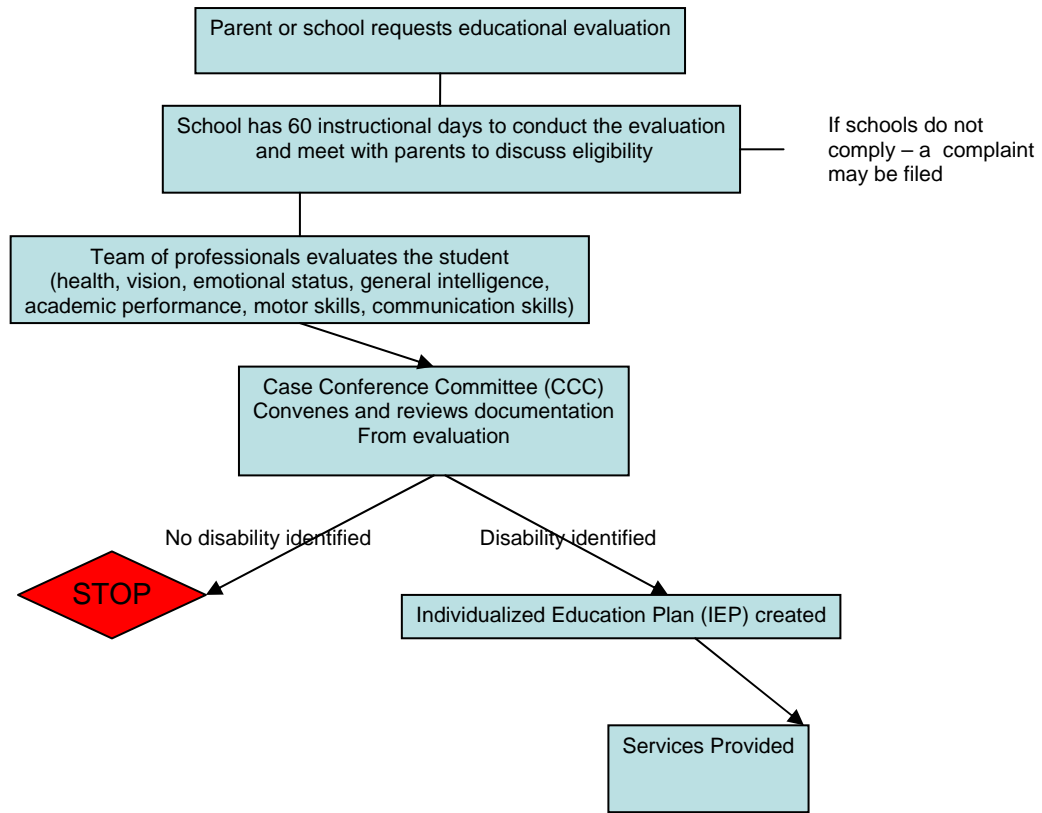 Parent or school requests educational evaluation
School has 60 instructional days to conduct the evaluation
and meet with parents to discuss eligibility
If schools do not
comply – a  complaint
may be filed
Team of professionals evaluates the student
(health, vision, emotional status, general intelligence,
academic performance, motor skills, communication skills)
Case Conference Committee (CCC)
Convenes and reviews documentation
From evaluation
No disability identified
Disability identified
STOP
Individualized Education Plan (IEP) created
Services Provided